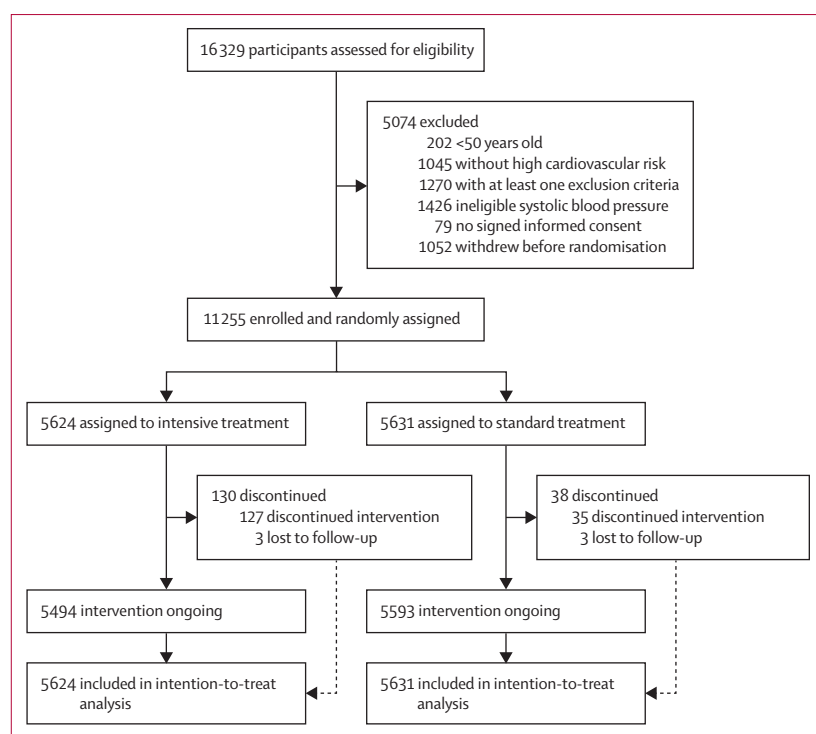 16 329 participants assessed for eligibility
5074 excluded
202 <50 years old
1045 without high cardiovascular risk
1270 with at least one exclusion criteria
1426 ineligible systolic blood pressure
79 no signed informed consent
1052 withdrew before randomisation
11 255 enrolled and randomly assigned
5624 assigned to intensive treatment
5631 assigned to standard treatment
130 discontinued
127 discontinued intervention
3 lost to follow-up
38 discontinued
35 discontinued intervention
3 lost to follow-up
5494 intervention ongoing
5593 intervention ongoing
5624 included in intention-to-treat
analysis
5631 included in intention-to-treat
analysis